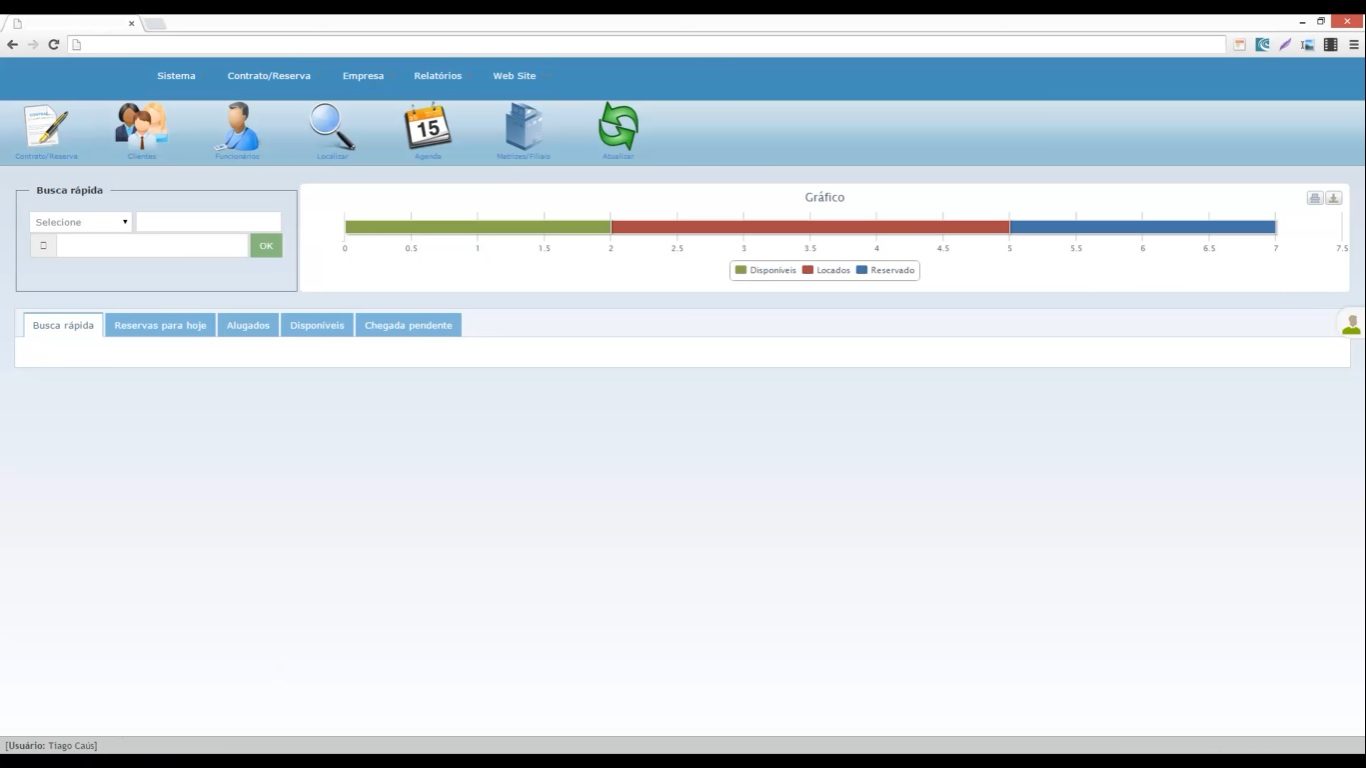 Sistema Contrato/Reserva Empresa Relatórios Web Site
15
Contrato/Reserva Clientes Funcionários Localizar Agenda Matrizes/Filiais Atualizar
Busca rápida
Selecione
OK
Gráfico
0 0.5 1 1.5 2 2.5 3 3.5 4 4.5 5 5.5 6 6.5 7 7.5
Disponíveis Locados Reservado
Busca rápida Reservas para hoje Alugados Disponíveis Chegada pendente
[Usuário: Tiago Caús]